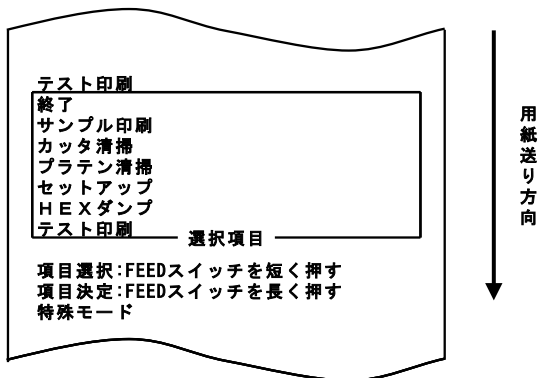 テスト印刷
終了
サンプル印刷
カッタ清掃
プラテン清掃
セットアップ
HEXダンプ
テスト印刷
選択項目
項目選択:FEEDスイッチを短く押す
項目決定:FEEDスイッチを長く押す
特殊モード
用紙送り方向